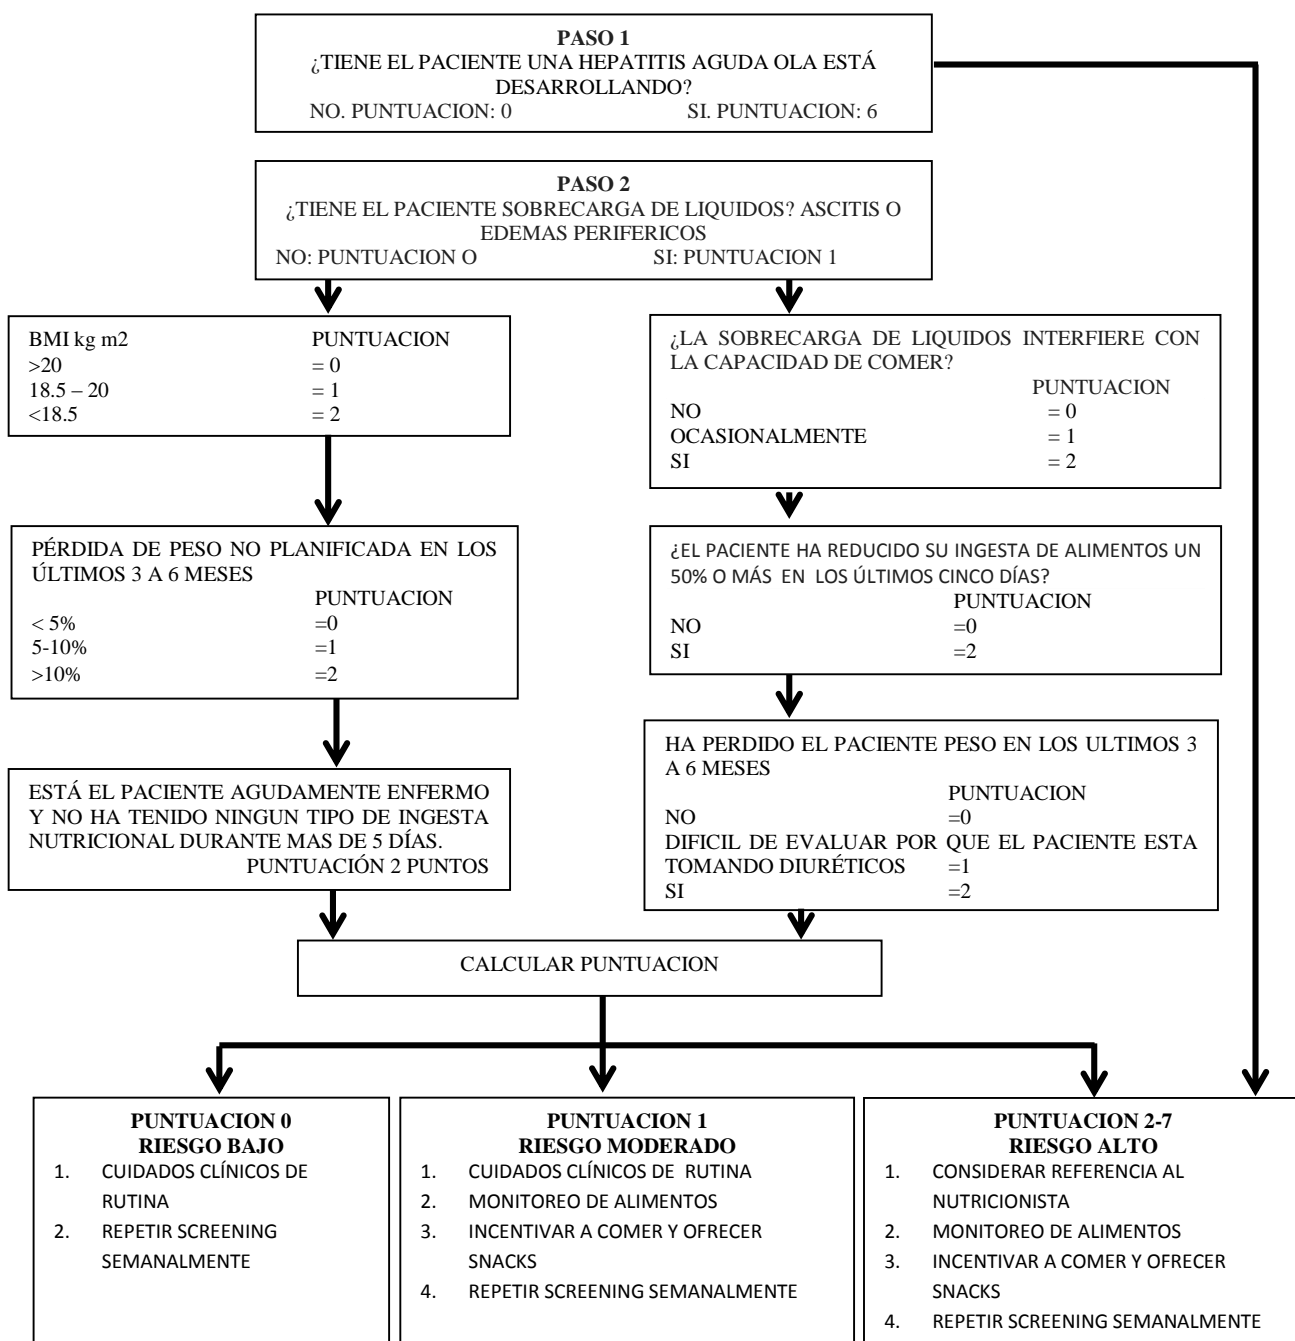 PASO 1
¿TIENE EL PACIENTE UNA HEPATITIS AGUDA OLA ESTÁ
DESARROLLANDO?
NO. PUNTUACION: 0 SI. PUNTUACION: 6
PASO 2
¿TIENE EL PACIENTE SOBRECARGA DE LIQUIDOS? ASCITIS O
EDEMAS PERIFERICOS
NO: PUNTUACION O SI: PUNTUACION 1
BMI kg m2 PUNTUACION
>20 = 0
18.5 – 20 = 1
<18.5 = 2
PÉRDIDA DE PESO NO PLANIFICADA EN LOS
ÚLTIMOS 3 A 6 MESES
PUNTUACION
< 5% =0
5-10% =1
>10% =2
ESTÁ EL PACIENTE AGUDAMENTE ENFERMO
Y NO HA TENIDO NINGUN TIPO DE INGESTA
NUTRICIONAL DURANTE MAS DE 5 DÍAS.
PUNTUACIÓN 2 PUNTOS
¿LA SOBRECARGA DE LIQUIDOS INTERFIERE CON
LA CAPACIDAD DE COMER?
PUNTUACION
NO = 0
OCASIONALMENTE = 1
SI = 2
¿EL PACIENTE HA REDUCIDO SU INGESTA DE ALIMENTOS UN
50% O MÁS EN LOS ÚLTIMOS CINCO DÍAS?
PUNTUACION
NO =0
SI =2
HA PERDIDO EL PACIENTE PESO EN LOS ULTIMOS 3
A 6 MESES
PUNTUACION
NO =0
DIFICIL DE EVALUAR POR QUE EL PACIENTE ESTA
TOMANDO DIURÉTICOS =1
SI =2
CALCULAR PUNTUACION
PUNTUACION 0
RIESGO BAJO
1. CUIDADOS CLÍNICOS DE
RUTINA
2. REPETIR SCREENING
SEMANALMENTE
PUNTUACION 1
RIESGO MODERADO
1. CUIDADOS CLÍNICOS DE RUTINA
2. MONITOREO DE ALIMENTOS
3. INCENTIVAR A COMER Y OFRECER
SNACKS
4. REPETIR SCREENING SEMANALMENTE
PUNTUACION 2-7
RIESGO ALTO
1. CONSIDERAR REFERENCIA AL
NUTRICIONISTA
2. MONITOREO DE ALIMENTOS
3. INCENTIVAR A COMER Y OFRECER
SNACKS
4. REPETIR SCREENING SEMANALMENTE